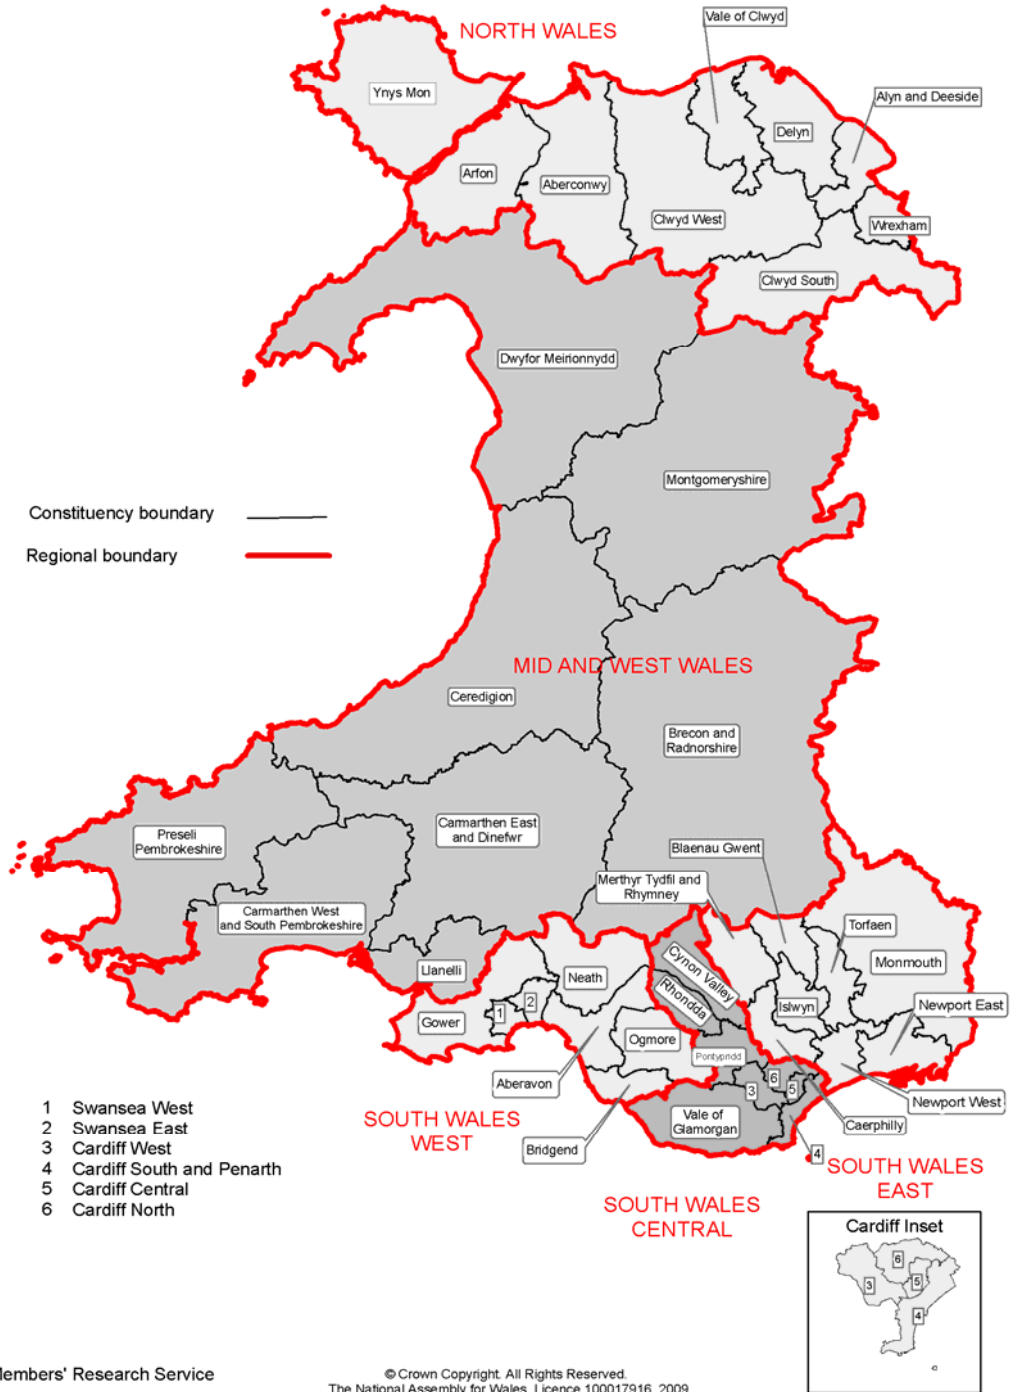 Vale of Clwyd
NORTH WALES
Ynys Mon
Alyn and Deeside
Delyn
Arfon
Aberconwy
Clwyd West
Wrexham
Clwyd South
Dwyfor Meirionnydd
Montgomeryshire
Constituency boundary
Regional boundary
MID AND WEST WALES
Ceredigion
Brecon and
Radnorshire
Preseli
Pembrokeshire
Carmarthen East
and Dinefwr
Blaenau Gwent
Merthyr Tydfil and
Rhymney
Carmarthen West
and South Pembrokeshire
Torfaen
Monmouth
Llanelli
Neath
Cynon Valley
Rhondda
Islwyn
Newport East
Gower
1
2
Ogmore
Pontypridd
Aberavon
6
3
5
Newport West
Vale of
Glamorgan
Caerphilly
Bridgend
4
SOUTH WALES
WEST
SOUTH WALES
EAST
SOUTH WALES
CENTRAL
1 Swansea West
2 Swansea East
3 Cardiff West
4 Cardiff South and Penarth
5 Cardiff Central
6 Cardiff North
Cardiff Inset
6
3
5
4
Members' Research Service
© Crown Copyright. All Rights Reserved.
The National Assembly for Wales. Licence 100017916. 2009